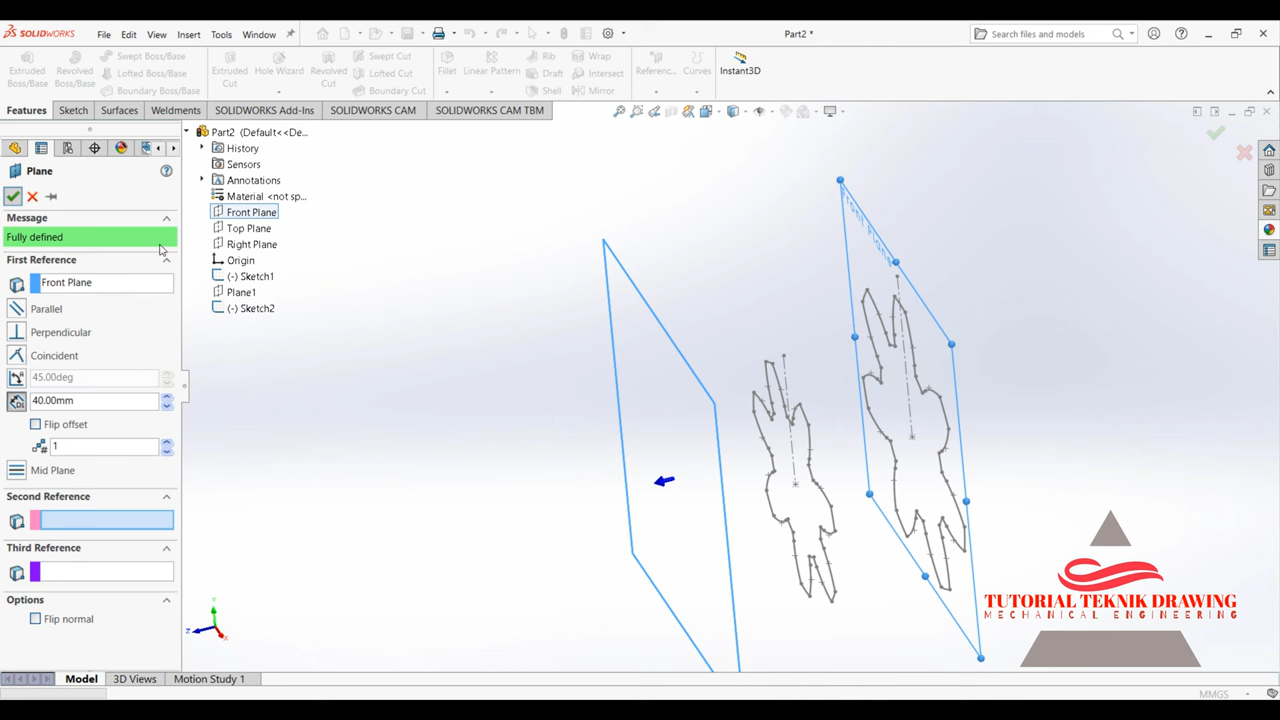 SOLIDWORKS File Edit View Insert Tools Window Part2 * Search files and models
Extruded Boss/Base
Revolved Boss/Base
Swept Boss/Base
Lofted Boss/Base
Boundary Boss/Base
Extruded Cut
Hole Wizard
Revolved Cut
Swept Cut
Lofted Cut
Boundary Cut
Fillet
Linear Pattern
Rib
Draft
Shell
Wrap
Intersect
Mirror
Referenc...
Curves
Instant3D
Features Sketch Surfaces Weldments SOLIDWORKS Add-Ins SOLIDWORKS CAM SOLIDWORKS CAM TBM
Plane
Message
Fully defined
First Reference
Front Plane
Parallel
Perpendicular
Coincident
45.00deg
40.00mm
Flip offset
1
Mid Plane
Second Reference
Third Reference
Options
Flip normal
Part2 (Default<<De...
History
Sensors
Annotations
Material <not sp...
Front Plane
Top Plane
Right Plane
Origin
(-) Sketch1
Plane1
(-) Sketch2
Front Plane
Y
Z
X
TUTORIAL TEKNIK DRAWING
MECHANICAL ENGINEERING
Model 3D Views Motion Study 1
MMGS